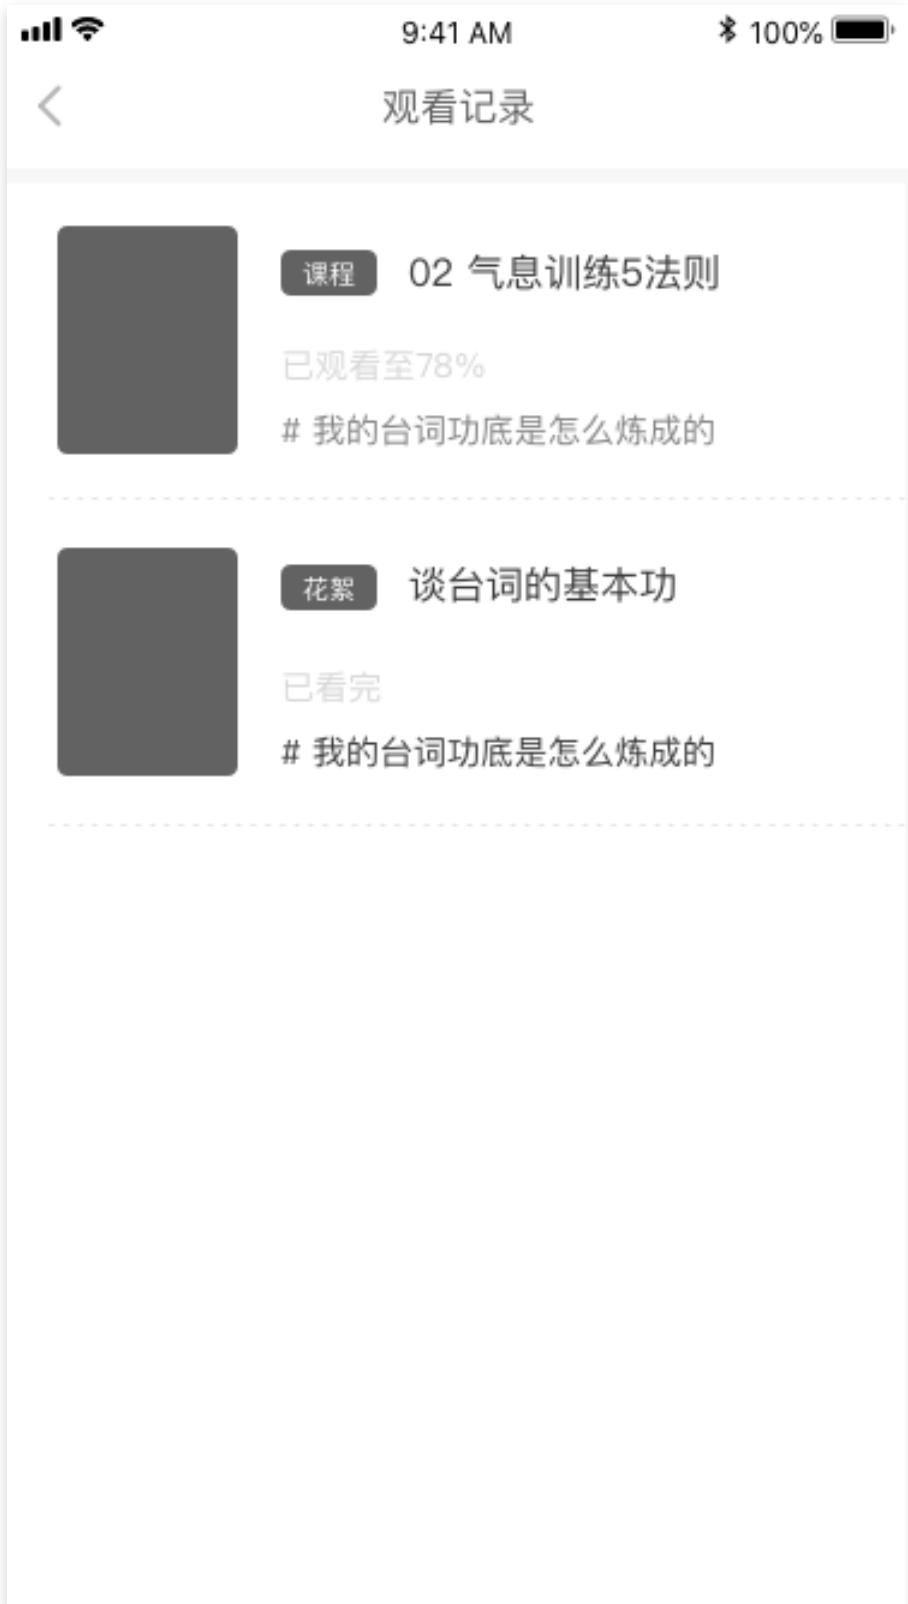 9:41 AM 100%
观看记录
课程 02 气息训练5法则
已观看至78%
# 我的台词功底是怎么炼成的
花絮 谈台词的基本功
已看完
# 我的台词功底是怎么炼成的